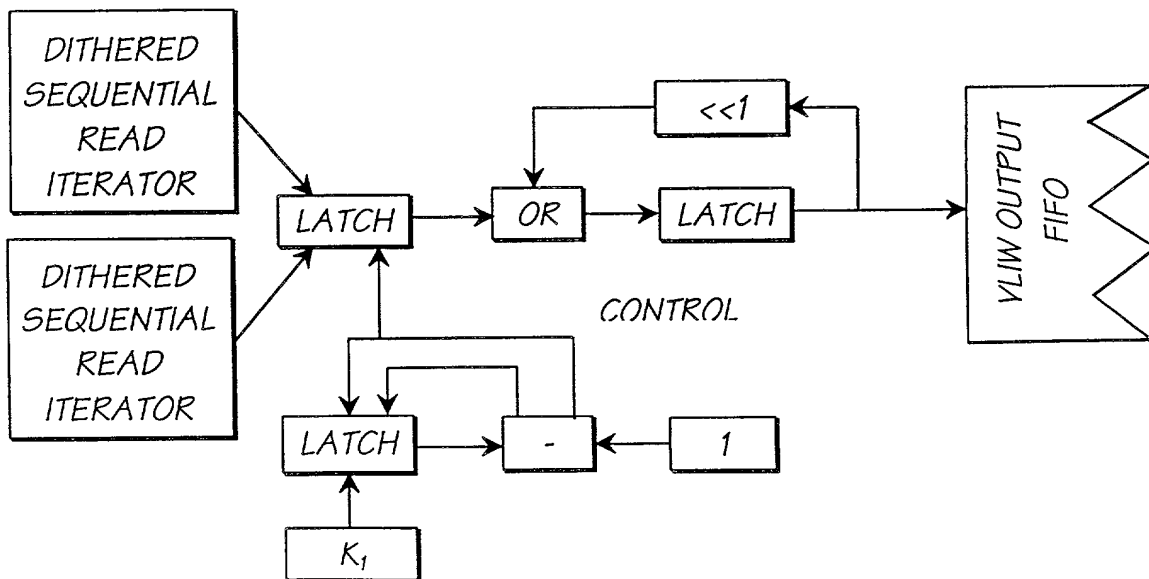 DITHERED
SEQUENTIAL
READ
ITERATOR
DITHERED
SEQUENTIAL
READ
ITERATOR
LATCH
OR
<<1
LATCH
VLIW OUTPUT
FIFO
CONTROL
LATCH
-
1
K₁